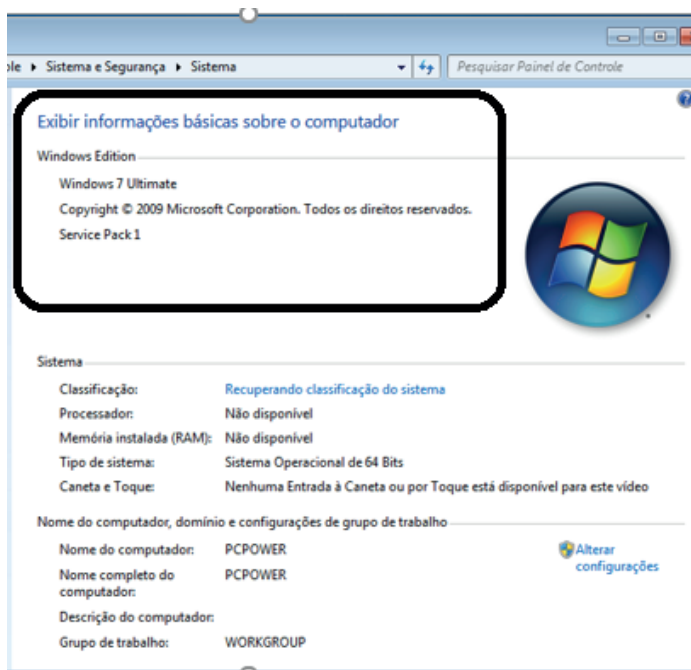 ole ▸ Sistema e Segurança ▸ Sistema
Pesquisar Painel de Controle
Exibir informações básicas sobre o computador
Windows Edition
Windows 7 Ultimate
Copyright © 2009 Microsoft Corporation. Todos os direitos reservados.
Service Pack 1
Sistema
Classificação: Recuperando classificação do sistema
Processador: Não disponível
Memória instalada (RAM): Não disponível
Tipo de sistema: Sistema Operacional de 64 Bits
Caneta e Toque: Nenhuma Entrada à Caneta ou por Toque está disponível para este vídeo
Nome do computador, domínio e configurações de grupo de trabalho
Nome do computador: PCPOWER
Alterar
configurações
Nome completo do
computador: PCPOWER
Descrição do computador:
Grupo de trabalho: WORKGROUP